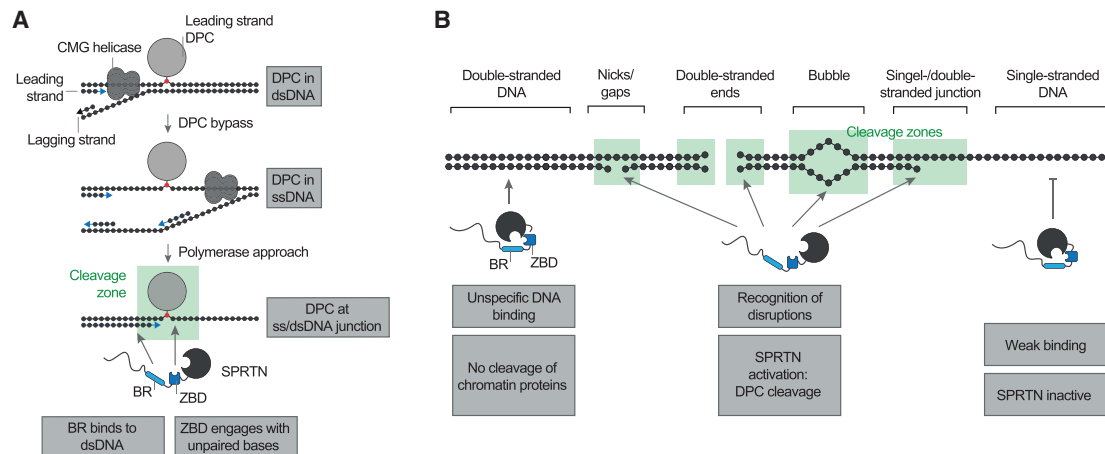 A
Leading strand
DPC
CMG helicase
Leading
strand
DPC in
dsDNA
Lagging strand
DPC bypass
DPC in
ssDNA
Polymerase approach
Cleavage
zone
DPC at
ss/dsDNA junction
SPRTN
BR
ZBD
BR binds to
dsDNA
ZBD engages with
unpaired bases
B
Double-stranded
DNA
Nicks/
gaps
Double-stranded
ends
Bubble
Singel-/double-
stranded junction
Single-stranded
DNA
Cleavage zones
BR
ZBD
Unspecific DNA
binding
No cleavage of
chromatin proteins
Recognition of
disruptions
SPRTN
activation:
DPC cleavage
Weak binding
SPRTN inactive